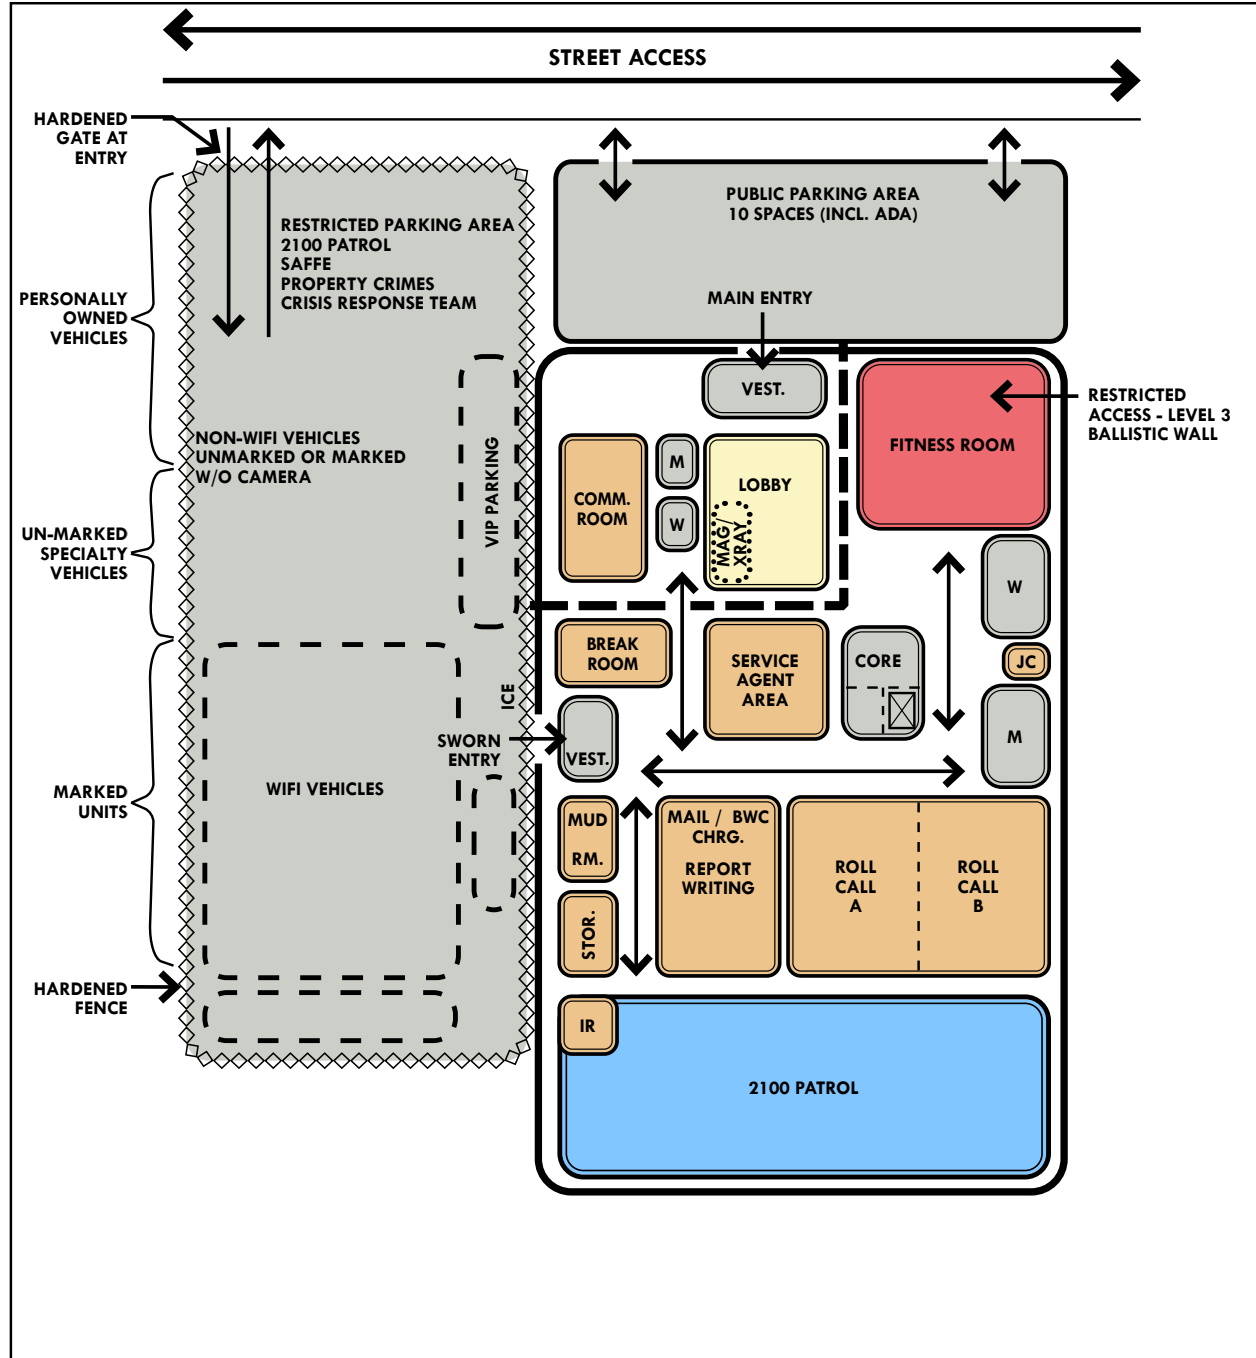 STREET ACCESS
HARDENED
GATE AT
ENTRY
RESTRICTED PARKING AREA
2100 PATROL
SAFFE
PROPERTY CRIMES
CRISIS RESPONSE TEAM
PUBLIC PARKING AREA
10 SPACES (INCL. ADA)
MAIN ENTRY
PERSONALLY
OWNED
VEHICLES
VEST.
RESTRICTED
ACCESS - LEVEL 3
BALLISTIC WALL
FITNESS ROOM
NON-WIFI VEHICLES
UNMARKED OR MARKED
W/O CAMERA
VIP PARKING
COMM.
ROOM
M
W
LOBBY
MAG/
XRAY
UN-MARKED
SPECIALTY
VEHICLES
W
BREAK
ROOM
SERVICE
AGENT
AREA
CORE
JC
ICE
SWORN
ENTRY
VEST.
M
MARKED
UNITS
WIFI VEHICLES
MUD
RM.
MAIL / BWC
CHRG.
REPORT
WRITING
ROLL
CALL
A
ROLL
CALL
B
STOR.
HARDENED
FENCE
IR
2100 PATROL